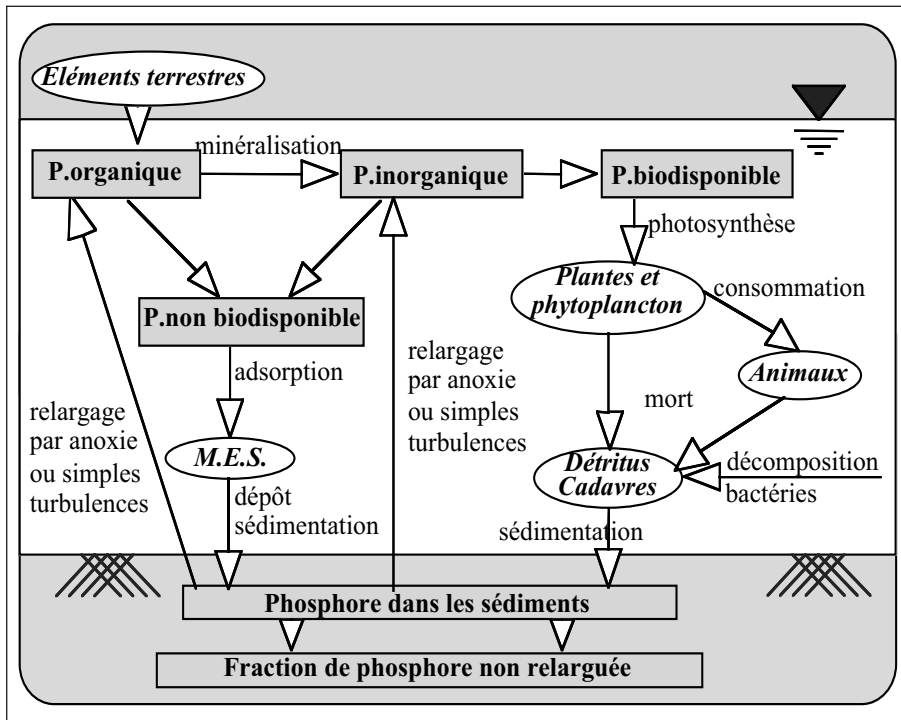 Eléments terrestres
minéralisation
P.organique
P.inorganique
P.biodisponible
photosynthèse
Plantes et
phytoplancton
consommation
P.non biodisponible
adsorption
relargage
par anoxie
ou simples
turbulences
Animaux
relargage
par anoxie
ou simples
turbulences
mort
M.E.S.
Détritus
Cadavres
décomposition
bactéries
dépôt
sédimentation
sédimentation
Phosphore dans les sédiments
Fraction de phosphore non relarguée